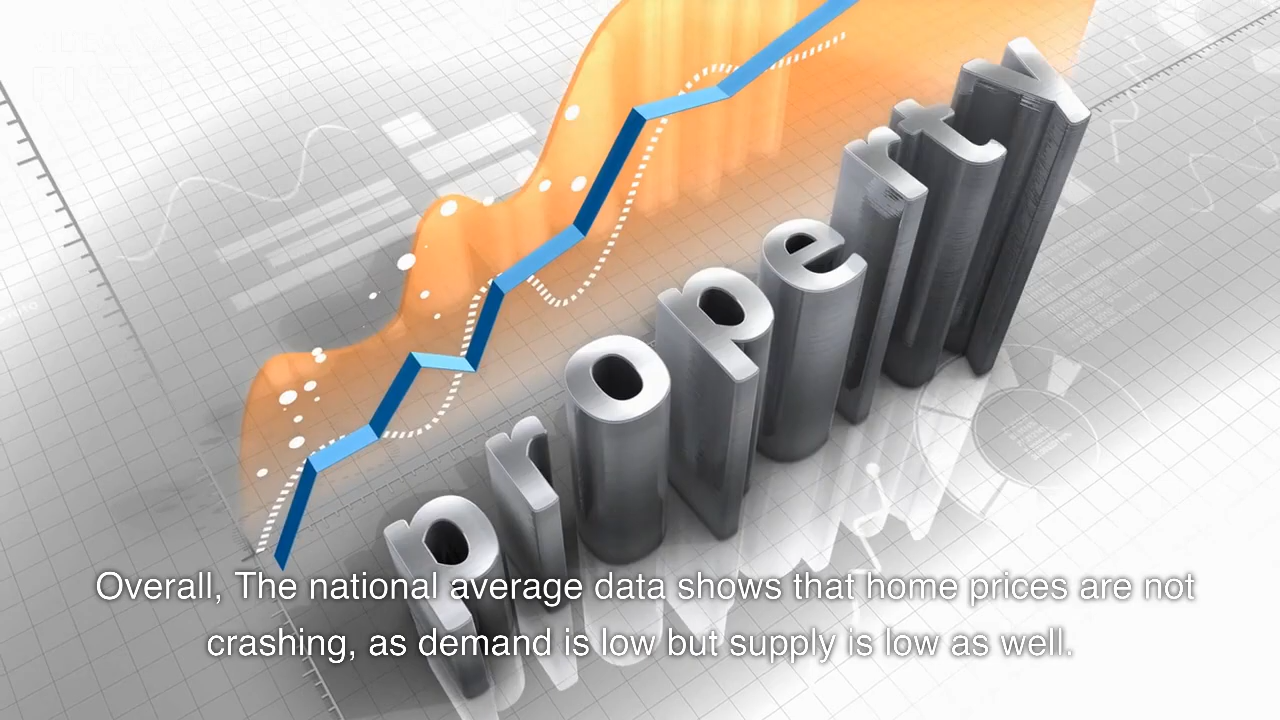 property
Overall, The national average data shows that home prices are not
crashing, as demand is low but supply is low as well.